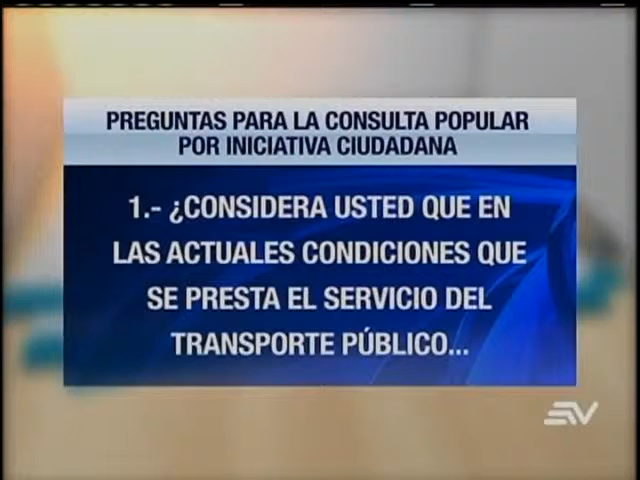 PREGUNTAS PARA LA CONSULTA POPULAR
POR INICIATIVA CIUDADANA
1.- ¿CONSIDERA USTED QUE EN
LAS ACTUALES CONDICIONES QUE
SE PRESTA EL SERVICIO DEL
TRANSPORTE PÚBLICO...